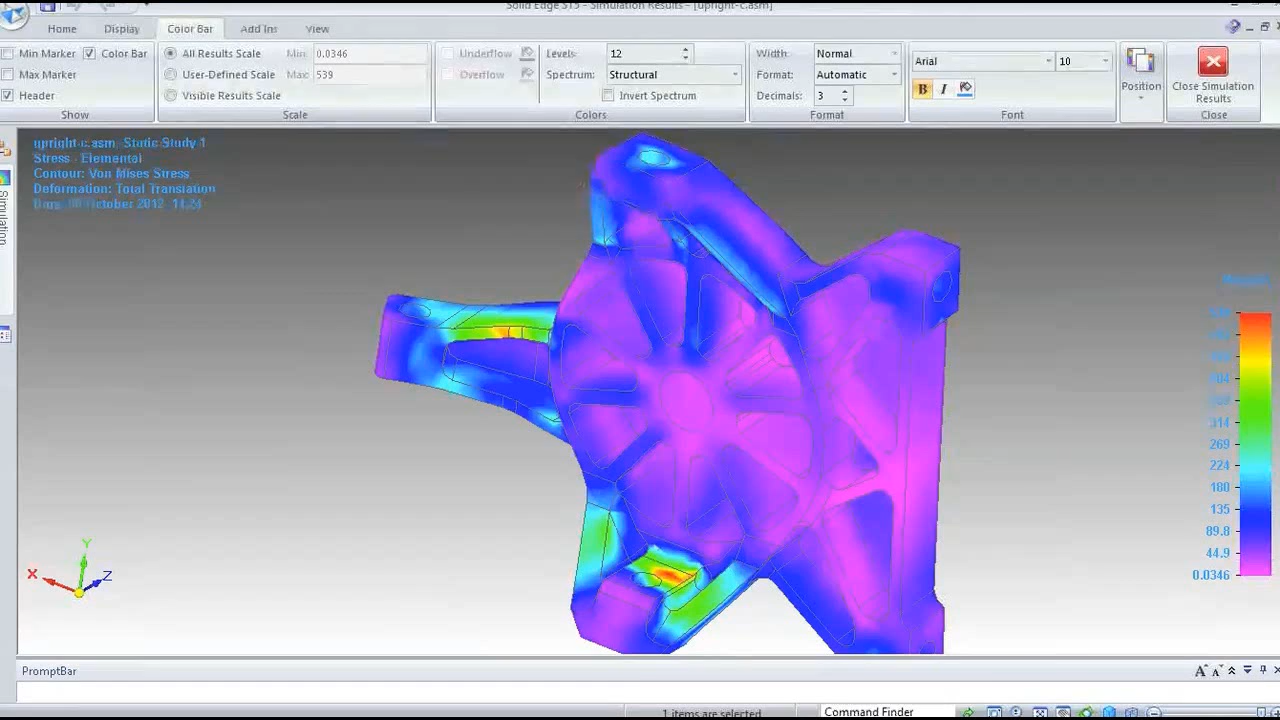 Solid Edge ST5 - Simulation Results - [upright-c.asm]
Home Display Color Bar Add Ins View
Min Marker Color Bar All Results Scale Min: 0.0346 Underflow Levels: 12 Width: Normal Arial 10
Max Marker User-Defined Scale Max: 539 Overflow Spectrum: Structural Format: Automatic Position Close Simulation Results
Header Visible Results Scale Invert Spectrum Decimals: 3 B I
Show Scale Colors Format Font Close
upright-c.asm, Static Study 1
Stress - Elemental
Contour: Von Mises Stress
Deformation: Total Translation
October 2012
Simulation
314
269
224
180
135
89.8
44.9
0.0346
Y
X
Z
PromptBar
A A
1 items are selected
Command Finder